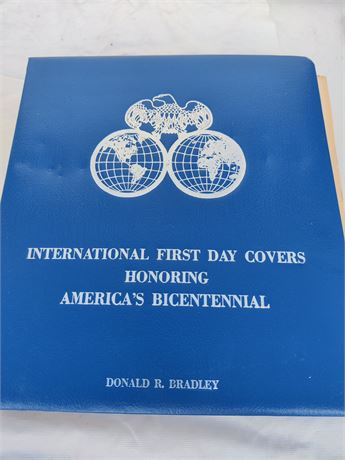 INTERNATIONAL FIRST DAY COVERS
HONORING
AMERICA'S BICENTENNIAL
DONALD R. BRADLEY